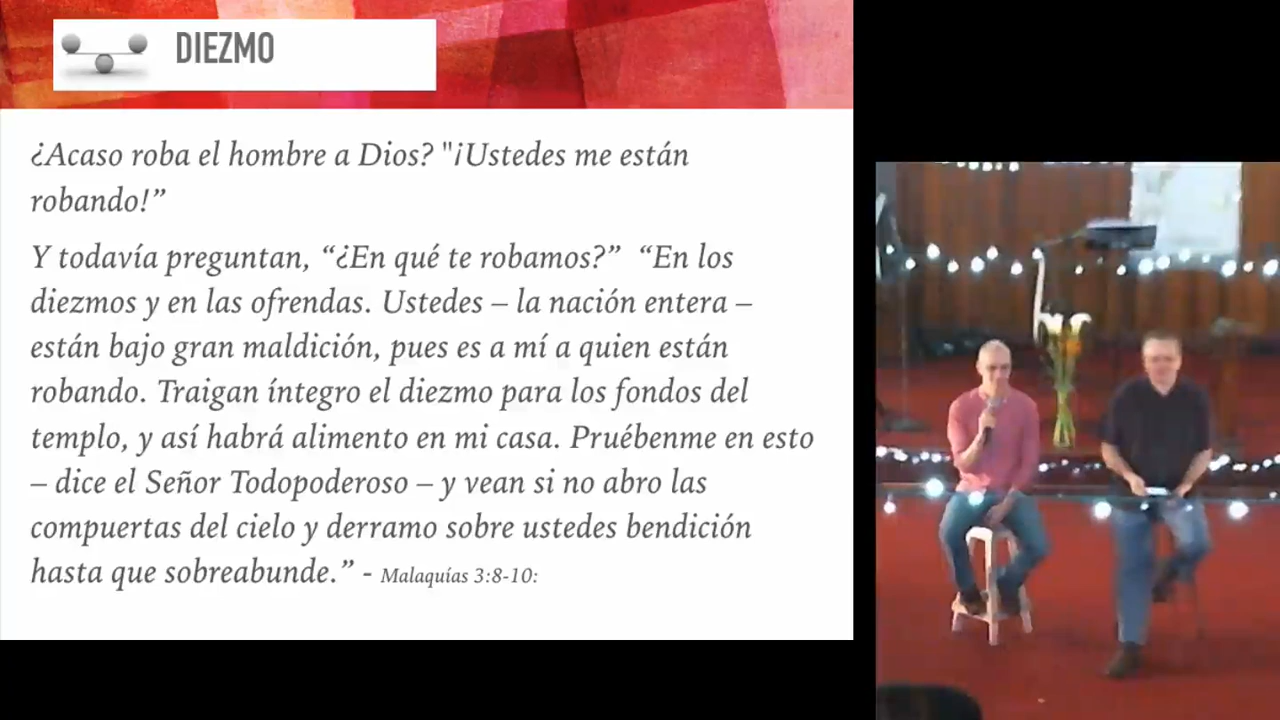 DIEZMO
¿Acaso roba el hombre a Dios? "¡Ustedes me están
robando!”
Y todavía preguntan, “¿En qué te robamos?” “En los
diezmos y en las ofrendas. Ustedes – la nación entera –
están bajo gran maldición, pues es a mí a quien están
robando. Traigan íntegro el diezmo para los fondos del
templo, y así habrá alimento en mi casa. Pruébenme en esto
– dice el Señor Todopoderoso – y vean si no abro las
compuertas del cielo y derramo sobre ustedes bendición
hasta que sobreabunde.” - Malaquías 3:8-10: